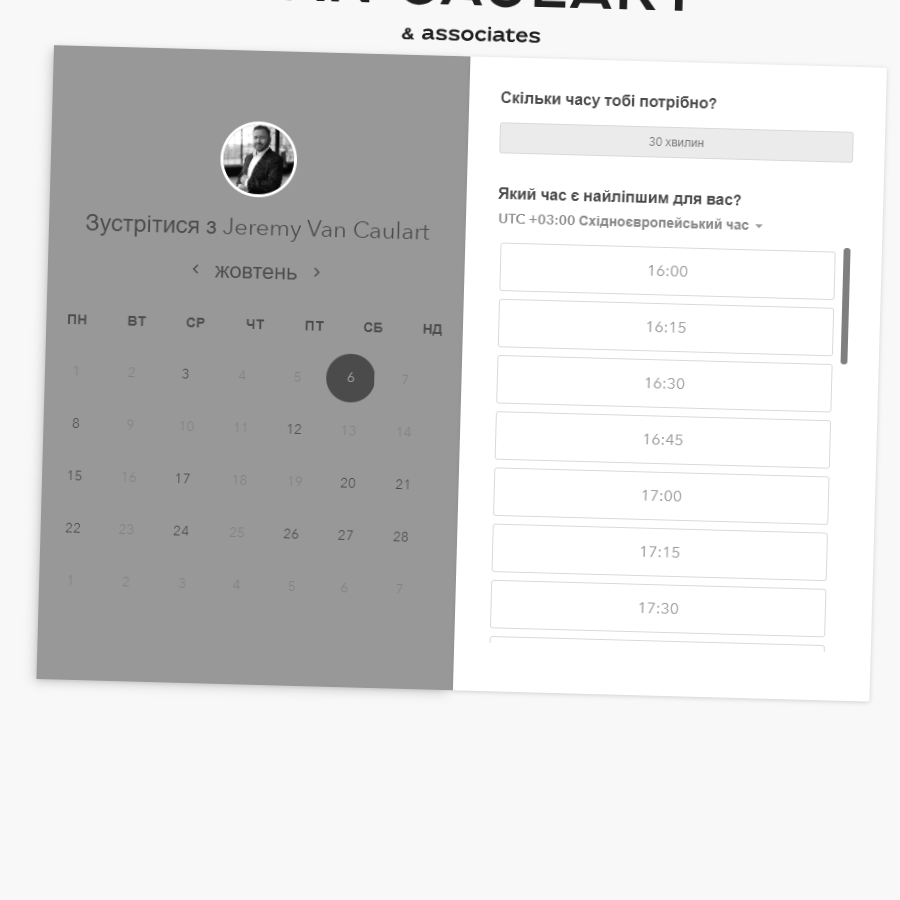 & associates
Зустрітися з Jeremy Van Caulart
‹ жовтень ›
ПН ВТ СР ЧТ ПТ СБ НД
1 2 3 4 5 6 7
8 9 10 11 12 13 14
15 16 17 18 19 20 21
22 23 24 25 26 27 28
1 2 3 4 5 6 7
Скільки часу тобі потрібно?
30 хвилин
Який час є найліпшим для вас?
UTC +03:00 Східноєвропейський час
16:00
16:15
16:30
16:45
17:00
17:15
17:30